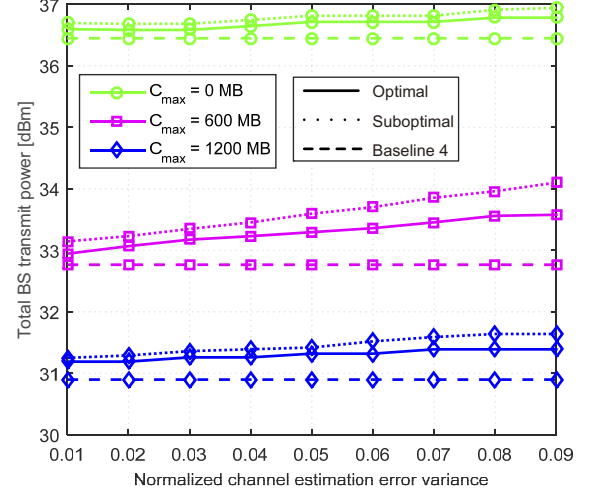 37
36
35
34
33
32
31
30
Total BS transmit power [dBm]
C_max = 0 MB
C_max = 600 MB
C_max = 1200 MB
Optimal
Suboptimal
Baseline 4
0.01 0.02 0.03 0.04 0.05 0.06 0.07 0.08 0.09
Normalized channel estimation error variance